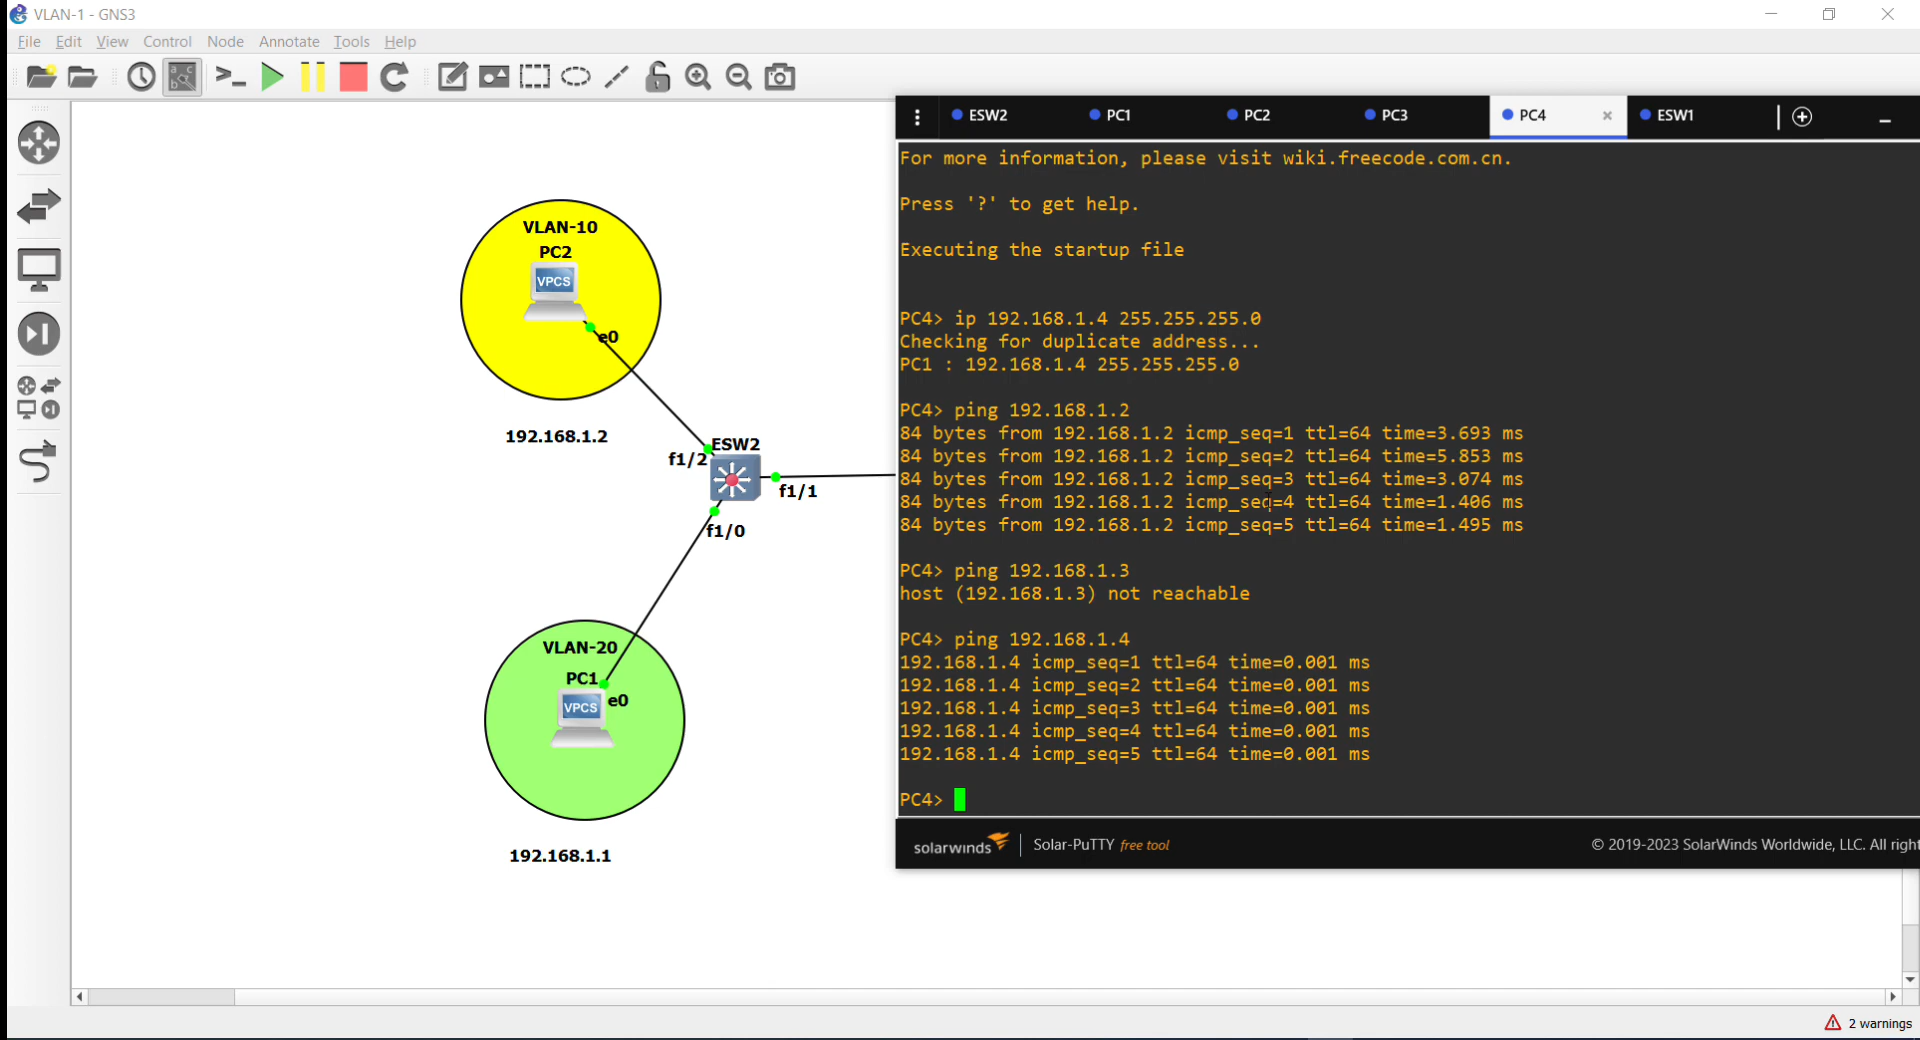 VLAN-1 - GNS3
File Edit View Control Node Annotate Tools Help
VLAN-10
PC2
VPCS
e0
192.168.1.2
ESW2
f1/2
f1/1
f1/0
VLAN-20
PC1
VPCS
e0
192.168.1.1
ESW2 PC1 PC2 PC3 PC4 ESW1
For more information, please visit wiki.freecode.com.cn.
Press '?' to get help.
Executing the startup file
PC4> ip 192.168.1.4 255.255.255.0
Checking for duplicate address...
PC1 : 192.168.1.4 255.255.255.0
PC4> ping 192.168.1.2
84 bytes from 192.168.1.2 icmp_seq=1 ttl=64 time=3.693 ms
84 bytes from 192.168.1.2 icmp_seq=2 ttl=64 time=5.853 ms
84 bytes from 192.168.1.2 icmp_seq=3 ttl=64 time=3.074 ms
84 bytes from 192.168.1.2 icmp_seq=4 ttl=64 time=1.406 ms
84 bytes from 192.168.1.2 icmp_seq=5 ttl=64 time=1.495 ms
PC4> ping 192.168.1.3
host (192.168.1.3) not reachable
PC4> ping 192.168.1.4
192.168.1.4 icmp_seq=1 ttl=64 time=0.001 ms
192.168.1.4 icmp_seq=2 ttl=64 time=0.001 ms
192.168.1.4 icmp_seq=3 ttl=64 time=0.001 ms
192.168.1.4 icmp_seq=4 ttl=64 time=0.001 ms
192.168.1.4 icmp_seq=5 ttl=64 time=0.001 ms
PC4>
solarwinds Solar-PuTTY free tool © 2019-2023 SolarWinds Worldwide, LLC. All right
2 warnings